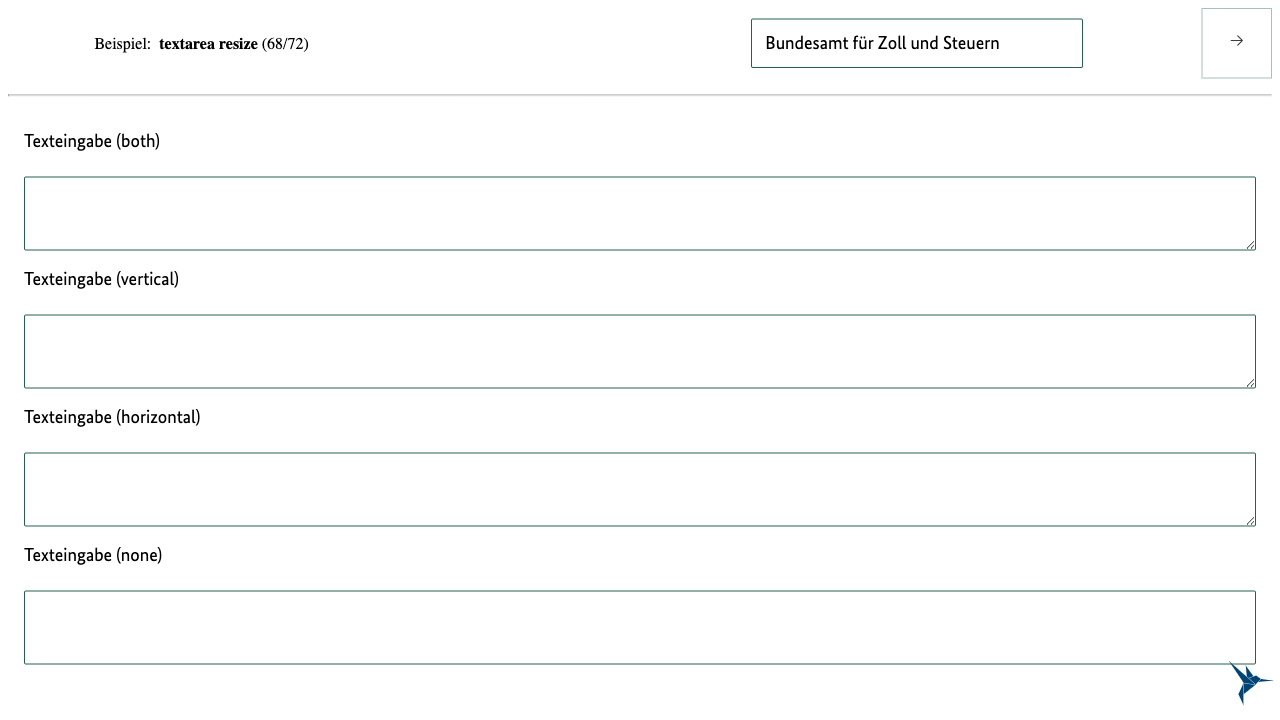 Beispiel: textarea resize (68/72)
Bundesamt für Zoll und Steuern
→
Texteingabe (both)
Texteingabe (vertical)
Texteingabe (horizontal)
Texteingabe (none)